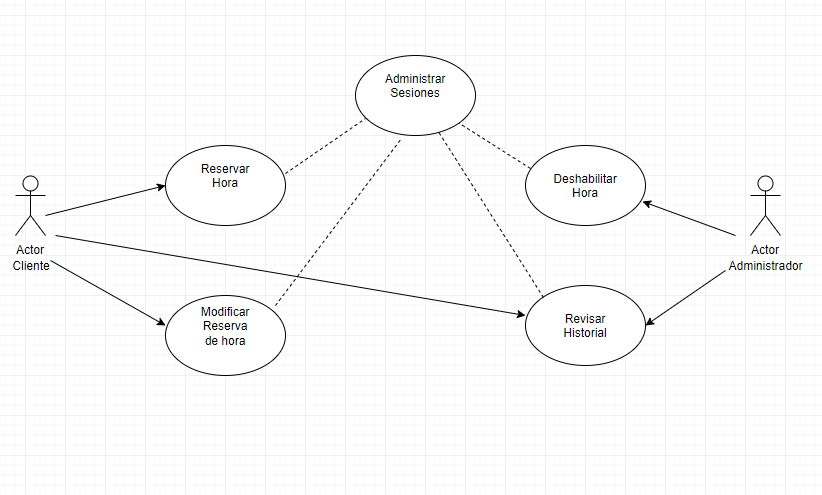 Administrar
Sesiones
Reservar
Hora
Deshabilitar
Hora
Actor
Cliente
Actor
Administrador
Modificar
Reserva
de hora
Revisar
Historial